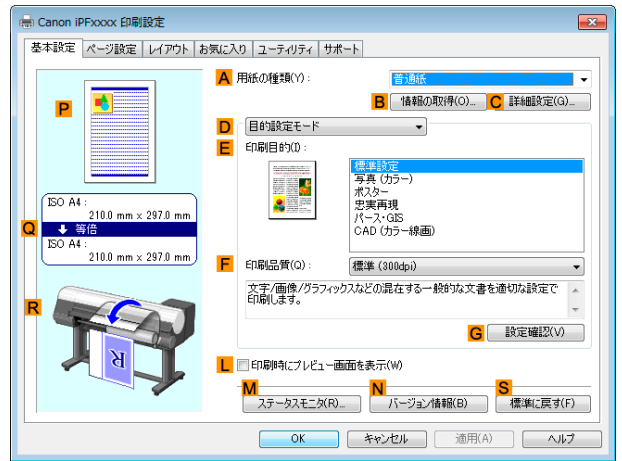 Canon iPFxxxx 印刷設定
基本設定 ページ設定 レイアウト お気に入り ユーティリティ サポート
A 用紙の種類(Y): 普通紙
B 情報の取得(O)... C 詳細設定(G)...
P
D 目的設定モード
E 印刷目的(I):
標準設定
写真 (カラー)
ポスター
忠実再現
パース・GIS
CAD (カラー線画)
ISO A4 :
210.0 mm × 297.0 mm
Q 等倍
ISO A4 :
210.0 mm × 297.0 mm
F 印刷品質(Q): 標準 (300dpi)
文字/画像/グラフィックスなどの混在する一般的な文書を適切な設定で
印刷します。
R
G 設定確認(V)
R
L 印刷時にプレビュー画面を表示(W)
M ステータスモニタ(R)... N バージョン情報(B) S 標準に戻す(F)
OK キャンセル 適用(A) ヘルプ